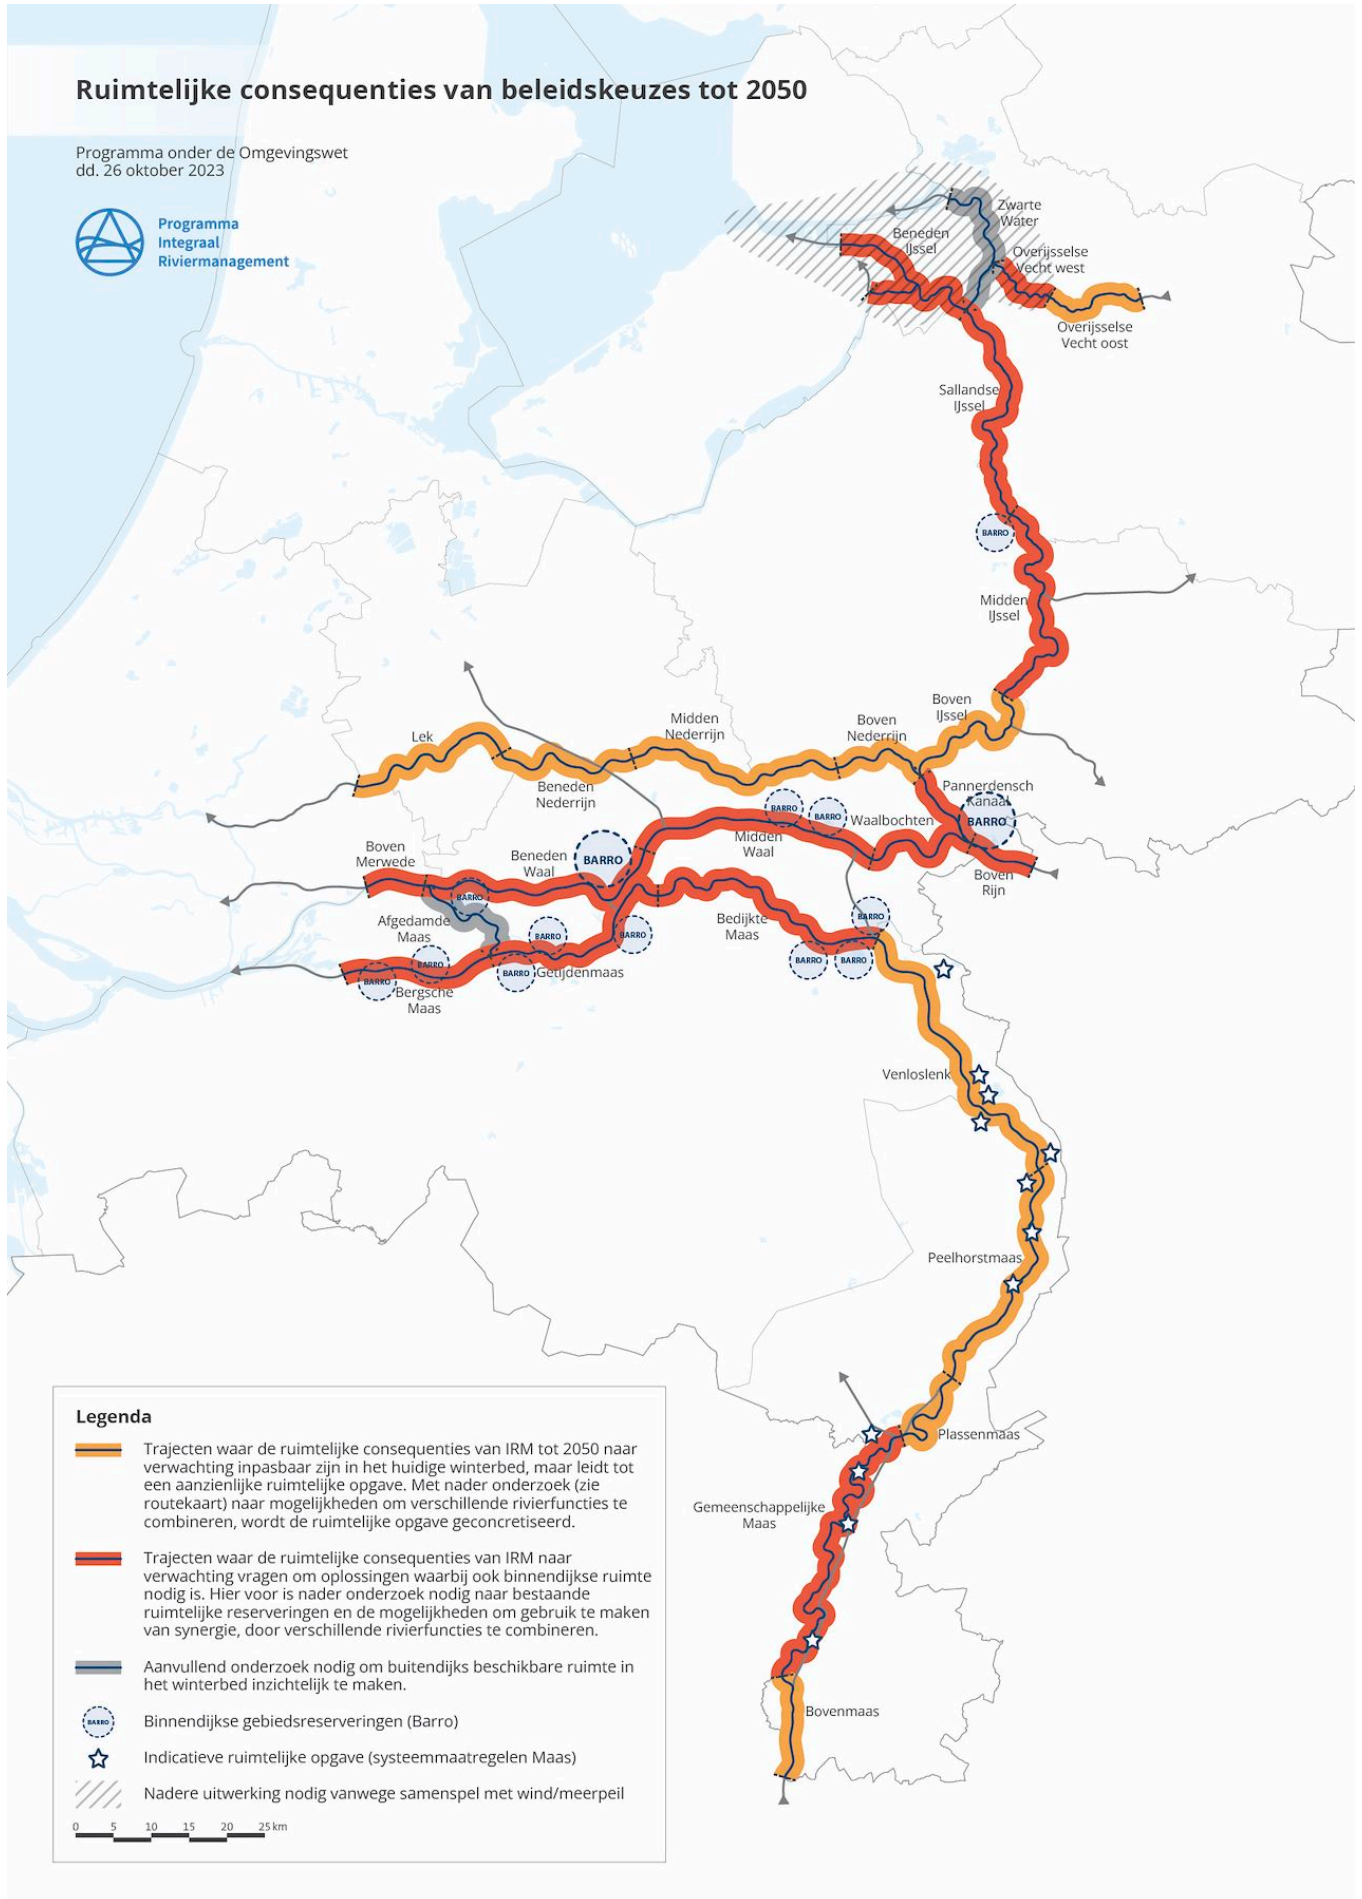 Ruimtelijke consequenties van beleidskeuzes tot 2050
Programma onder de Omgevingswet
dd. 26 oktober 2023
Programma
Integraal
Riviermanagement
Zwarte
Water
Beneden
IJssel
Overijsselse
Vecht west
Overijsselse
Vecht oost
Sallandse
IJssel
BARRO
Midden
IJssel
Boven
IJssel
Lek
Midden
Nederrijn
Boven
Nederrijn
Beneden
Nederrijn
Pannerdensch
Kanaal
BARRO
BARRO
BARRO
Waalbochten
Midden
Waal
Boven
Rijn
Boven
Merwede
Beneden
Waal
BARRO
BARRO
Afgedamde
Maas
Bedijkte
Maas
BARRO
BARRO
BARRO
BARRO
BARRO
BARRO
BARRO
BARRO
Getijdenmaas
Bergsche
Maas
Venloslenk
Peelhorstmaas
Plassenmaas
Gemeenschappelijke
Maas
Bovenmaas
Legenda
Trajecten waar de ruimtelijke consequenties van IRM tot 2050 naar
verwachting inpasbaar zijn in het huidige winterbed, maar leidt tot
een aanzienlijke ruimtelijke opgave. Met nader onderzoek (zie
routekaart) naar mogelijkheden om verschillende rivierfuncties te
combineren, wordt de ruimtelijke opgave geconcretiseerd.
Trajecten waar de ruimtelijke consequenties van IRM naar
verwachting vragen om oplossingen waarbij ook binnendijkse ruimte
nodig is. Hier voor is nader onderzoek nodig naar bestaande
ruimtelijke reserveringen en de mogelijkheden om gebruik te maken
van synergie, door verschillende rivierfuncties te combineren.
Aanvullend onderzoek nodig om buitendijks beschikbare ruimte in
het winterbed inzichtelijk te maken.
BARRO
Binnendijkse gebiedsreserveringen (Barro)
Indicatieve ruimtelijke opgave (systeemmaatregelen Maas)
Nadere uitwerking nodig vanwege samenspel met wind/meerpeil
0 5 10 15 20 25 km